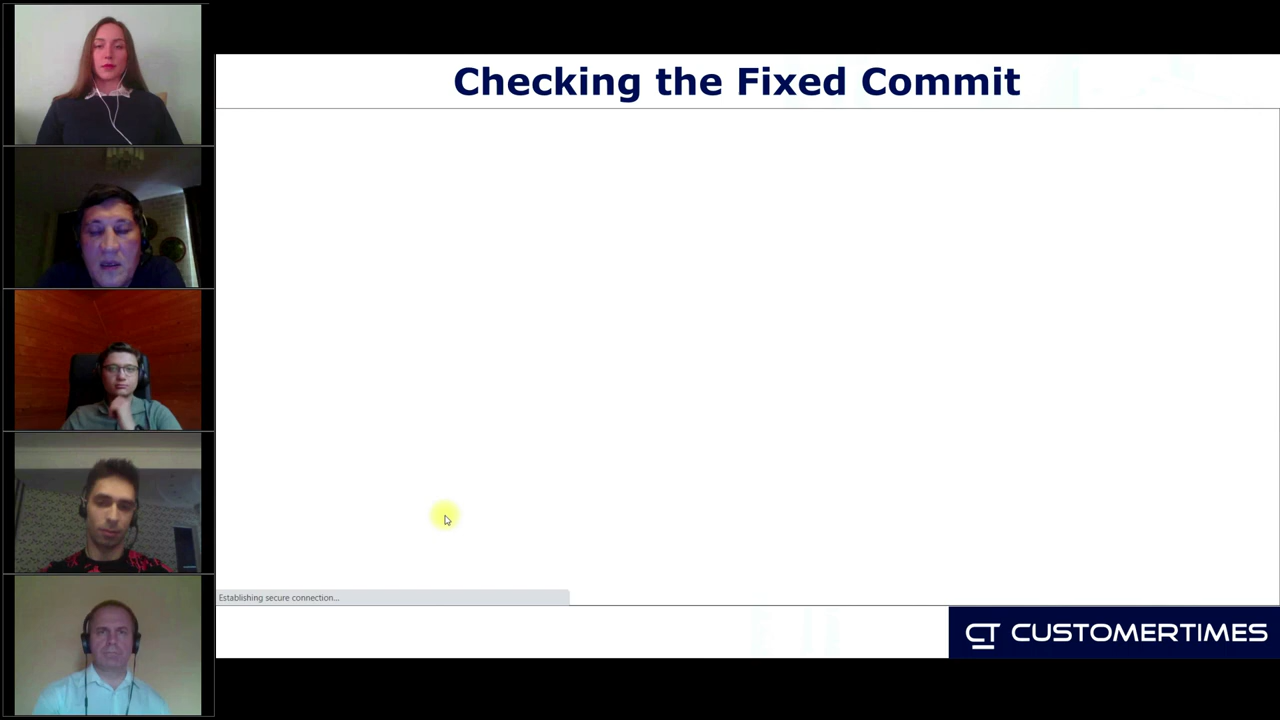 Checking the Fixed Commit
Establishing secure connection...
CT CUSTOMERTIMES